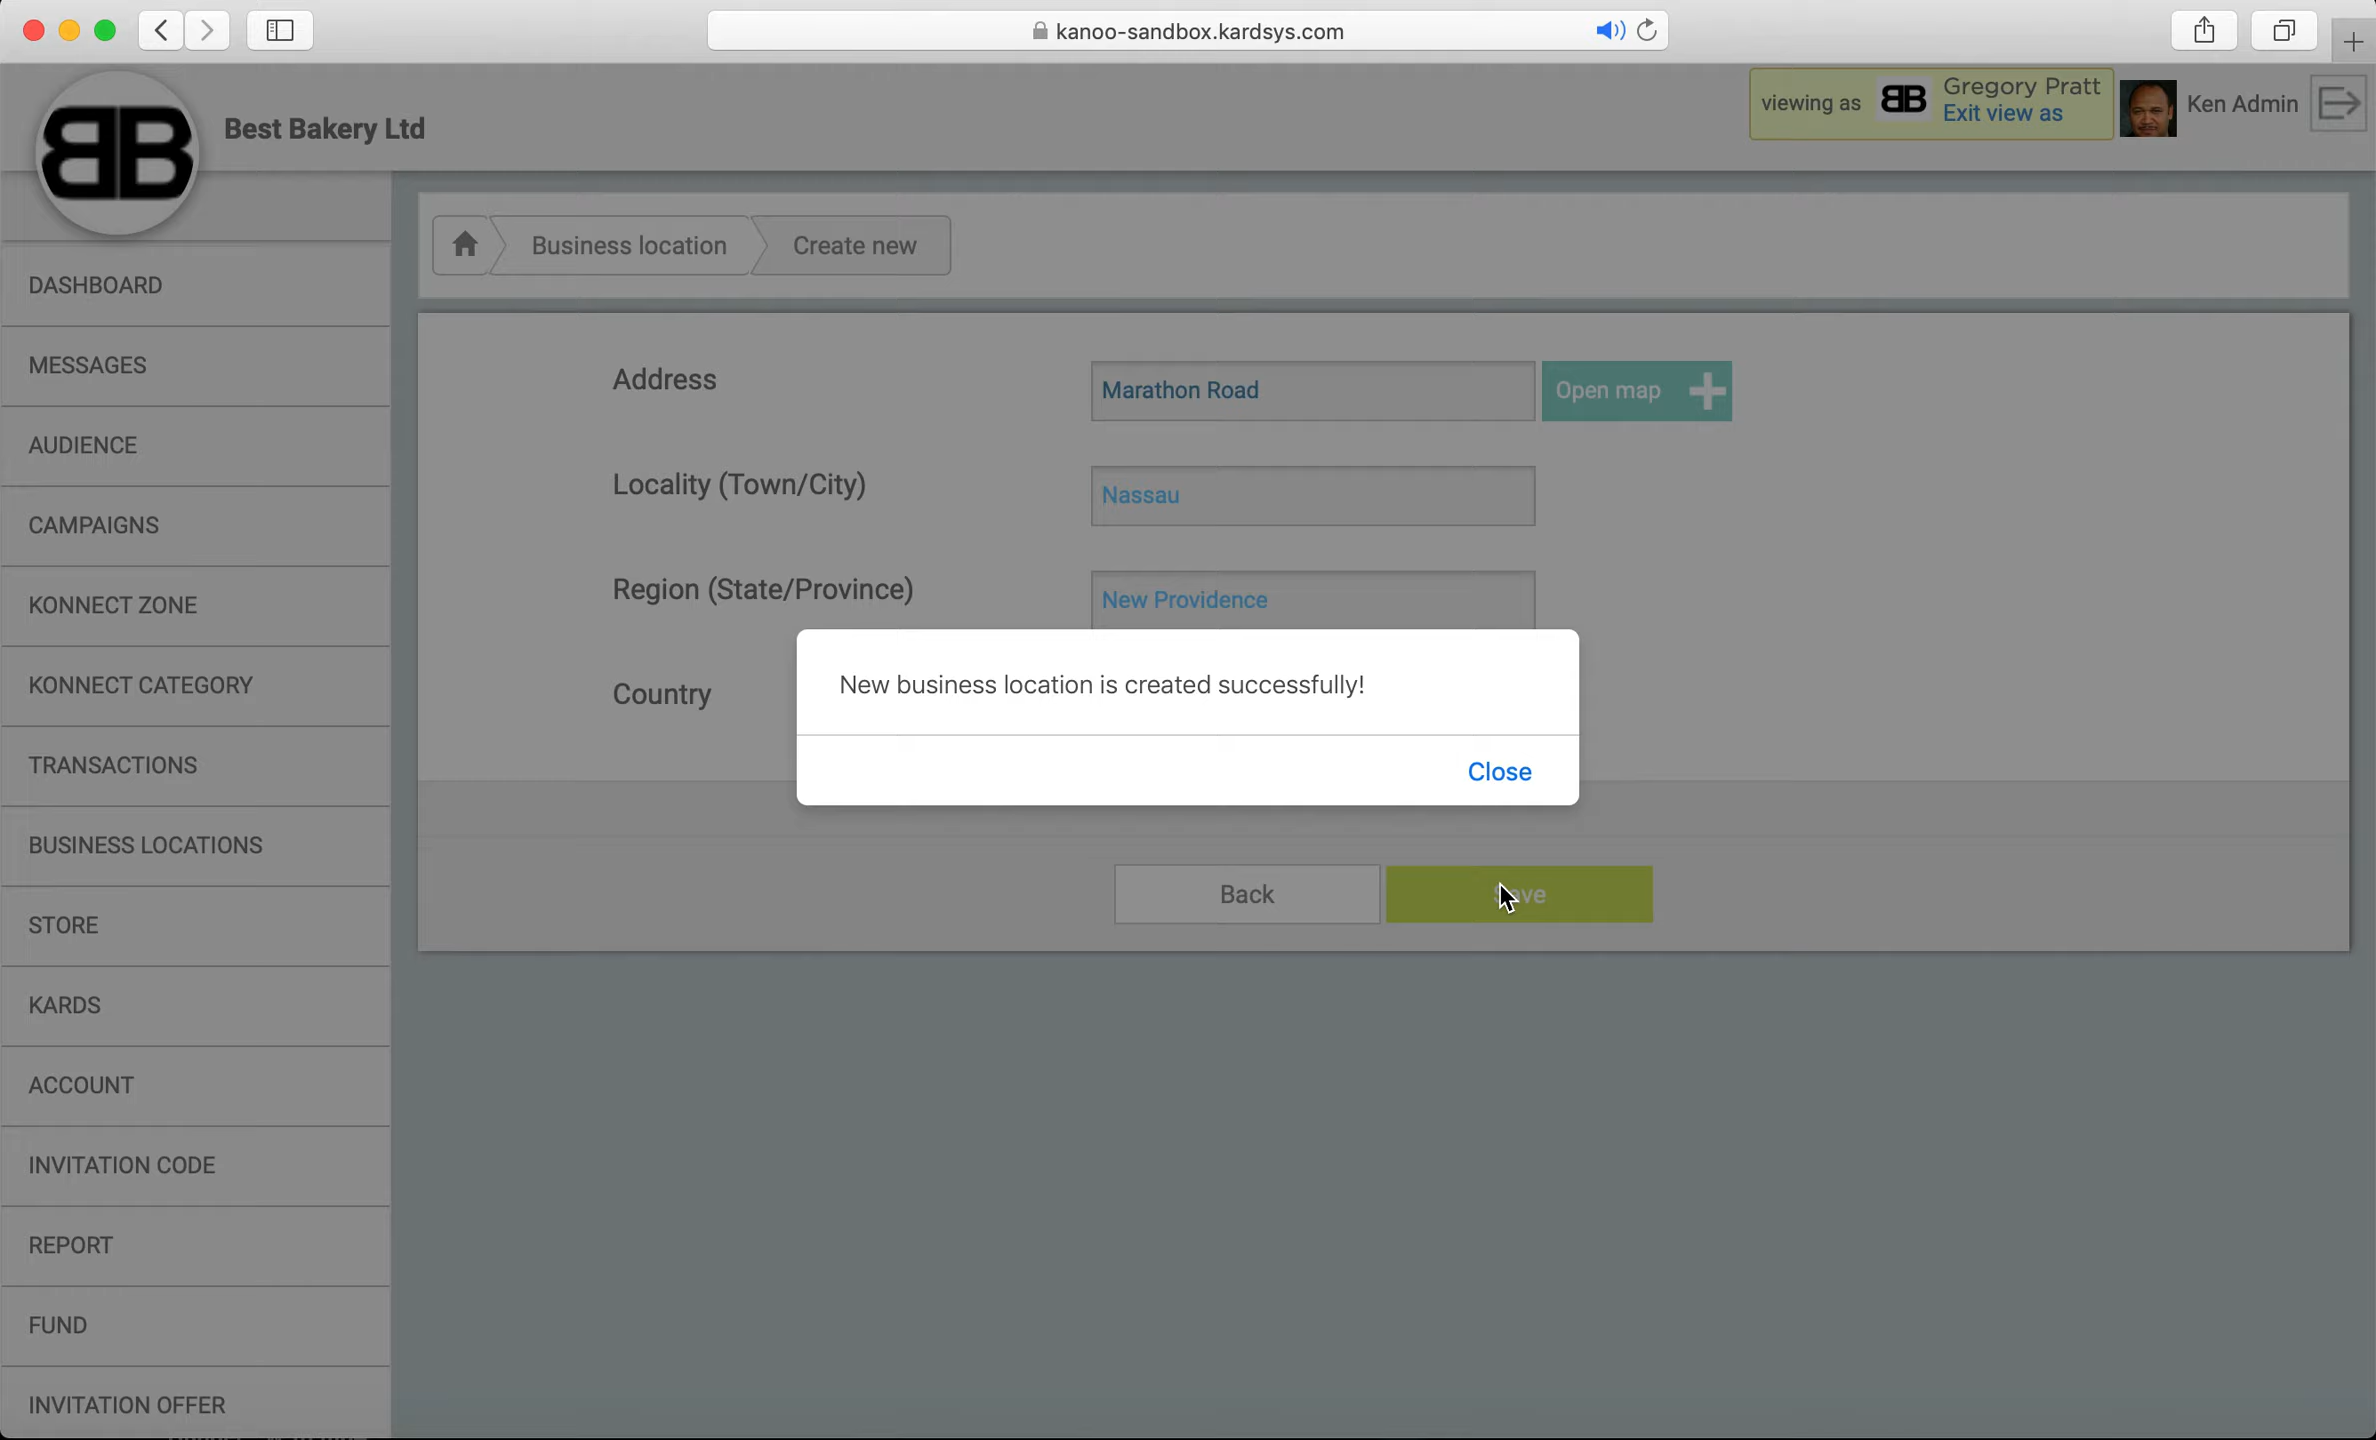 kanoo-sandbox.kardsys.com
BB
Best Bakery Ltd
viewing as
BB
Gregory Pratt
Exit view as
Ken Admin
Business location
Create new
DASHBOARD
MESSAGES
AUDIENCE
CAMPAIGNS
KONNECT ZONE
KONNECT CATEGORY
TRANSACTIONS
BUSINESS LOCATIONS
STORE
KARDS
ACCOUNT
INVITATION CODE
REPORT
FUND
INVITATION OFFER
Address
Marathon Road
Open map
Locality (Town/City)
Nassau
Region (State/Province)
New Providence
Country
New business location is created successfully!
Close
Back
Save